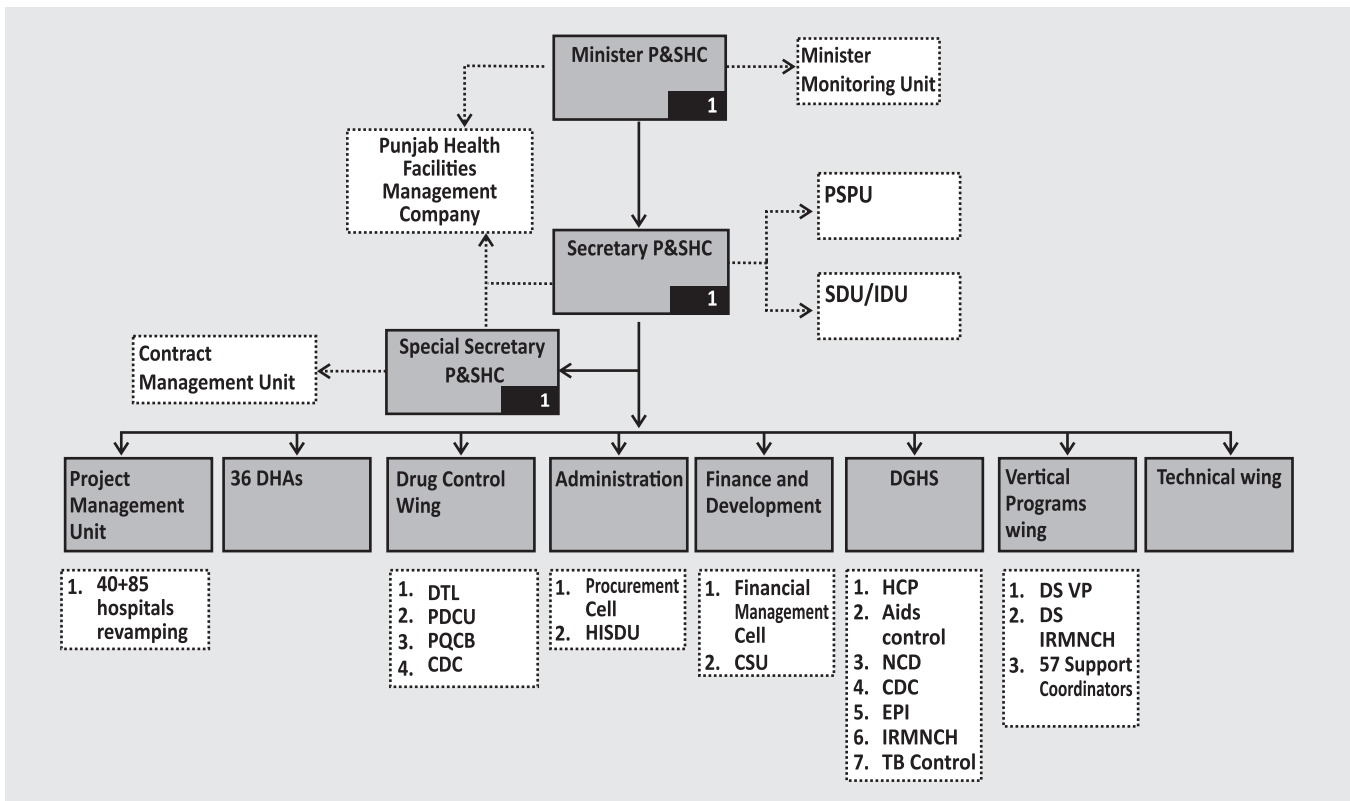 Minister P&SHC
1
Minister
Monitoring Unit
Punjab Health
Facilities
Management
Company
PSPU
Secretary P&SHC
1
SDU/IDU
Special Secretary
P&SHC
1
Contract
Management Unit
Project
Management
Unit
36 DHAs
Drug Control
Wing
Administration
Finance and
Development
DGHS
Vertical
Programs
wing
Technical wing
1. 40+85
hospitals
revamping
1. DTL
2. PDCU
3. PQCB
4. CDC
1. Procurement
Cell
2. HISDU
1. Financial
Management
Cell
2. CSU
1. HCP
2. Aids
control
3. NCD
4. CDC
5. EPI
6. IRMNCH
7. TB Control
1. DS VP
2. DS
IRMNCH
3. 57 Support
Coordinators